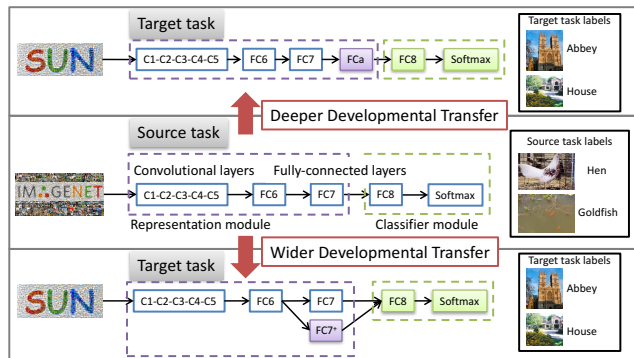 Target task
SUN
C1-C2-C3-C4-C5
FC6
FC7
FCa
FC8
Softmax
Target task labels
Abbey
House
Deeper Developmental Transfer
Source task
IMAGENET
Convolutional layers
Fully-connected layers
C1-C2-C3-C4-C5
FC6
FC7
FC8
Softmax
Representation module
Classifier module
Source task labels
Hen
Goldfish
Wider Developmental Transfer
Target task
SUN
C1-C2-C3-C4-C5
FC6
FC7
FC7⁺
FC8
Softmax
Target task labels
Abbey
House